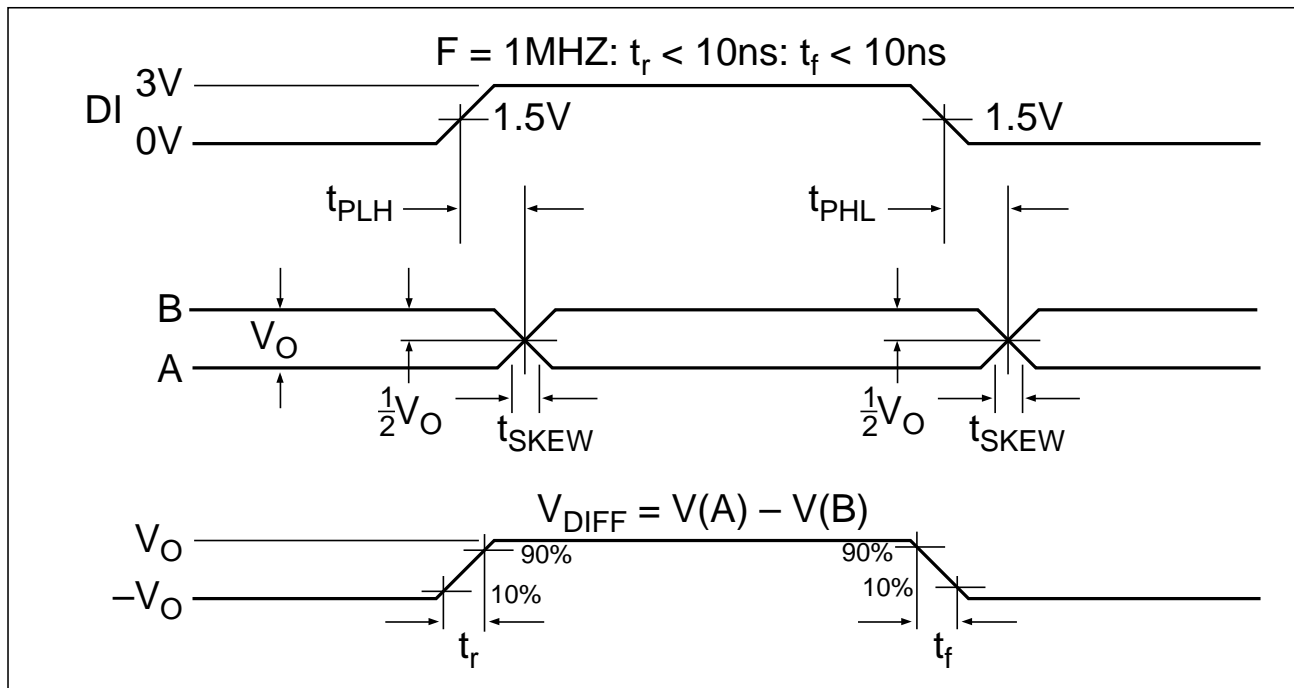 F = 1MHZ: tr < 10ns: tf < 10ns
3V
DI
0V
1.5V
1.5V
tPLH
tPHL
B
VO
A
½VO
tSKEW
½VO
tSKEW
VDIFF = V(A) – V(B)
VO
–VO
90%
10%
90%
10%
tr
tf